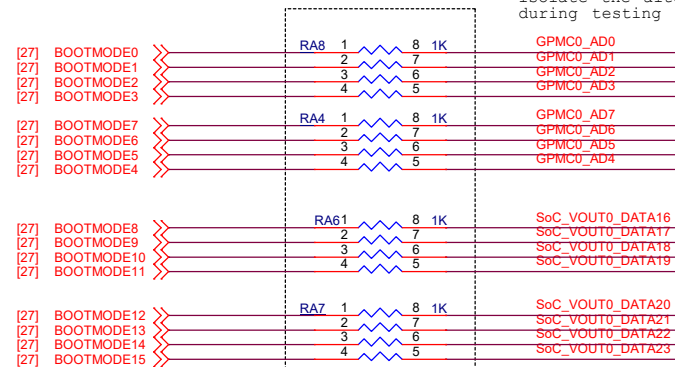 isolate the
during testing
[27] BOOTMODE0 RA8 1 8 1K GPMC0_AD0
[27] BOOTMODE1 2 7 GPMC0_AD1
[27] BOOTMODE2 3 6 GPMC0_AD2
[27] BOOTMODE3 4 5 GPMC0_AD3
[27] BOOTMODE7 RA4 1 8 1K GPMC0_AD7
[27] BOOTMODE6 2 7 GPMC0_AD6
[27] BOOTMODE5 3 6 GPMC0_AD5
[27] BOOTMODE4 4 5 GPMC0_AD4
[27] BOOTMODE8 RA6 1 8 1K SoC_VOUT0_DATA16
[27] BOOTMODE9 2 7 SoC_VOUT0_DATA17
[27] BOOTMODE10 3 6 SoC_VOUT0_DATA18
[27] BOOTMODE11 4 5 SoC_VOUT0_DATA19
[27] BOOTMODE12 RA7 1 8 1K SoC_VOUT0_DATA20
[27] BOOTMODE13 2 7 SoC_VOUT0_DATA21
[27] BOOTMODE14 3 6 SoC_VOUT0_DATA22
[27] BOOTMODE15 4 5 SoC_VOUT0_DATA23